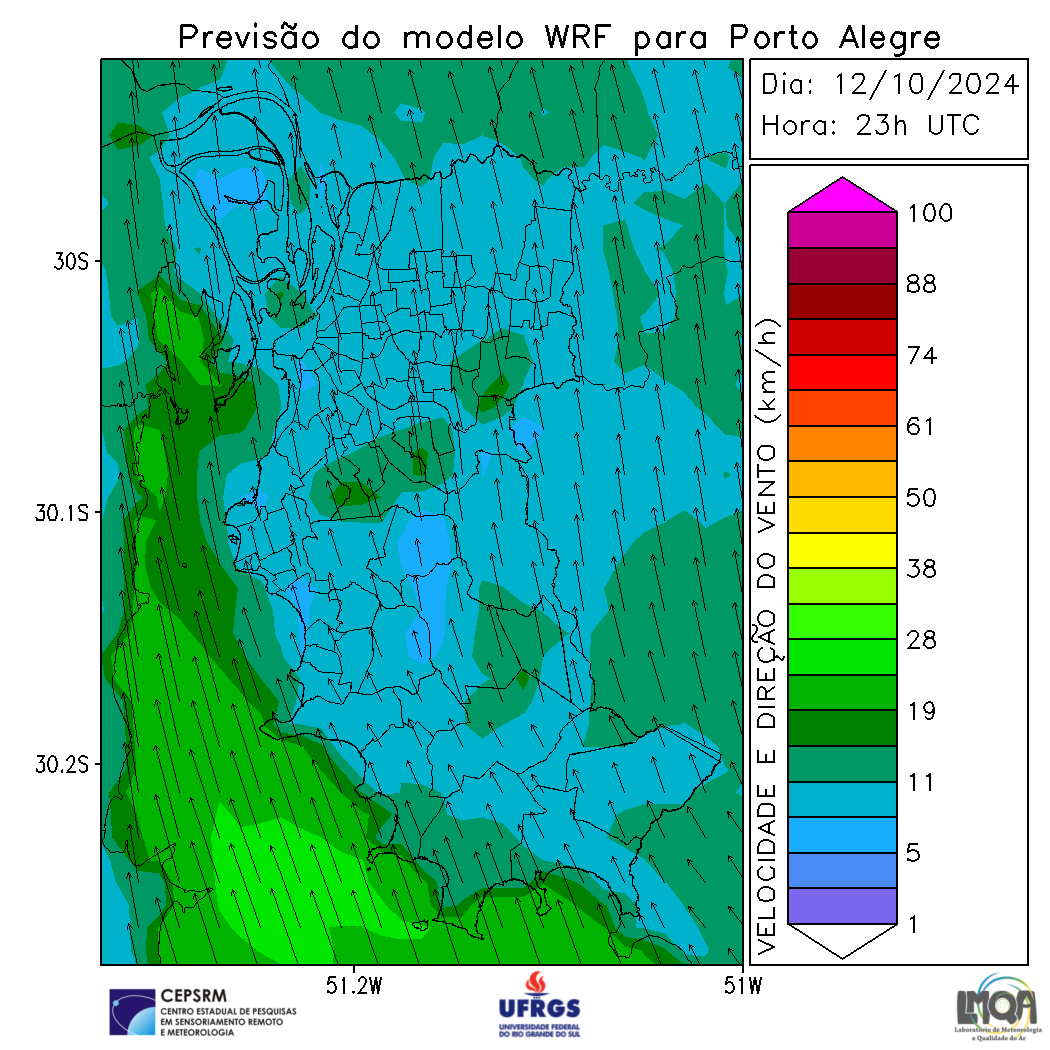 Previsão do modelo WRF para Porto Alegre
Dia: 12/10/2024
Hora: 23h UTC
30S
30.1S
30.2S
51.2W
51W
VELOCIDADE E DIREÇÃO DO VENTO (km/h)
100
88
74
61
50
38
28
19
11
5
1
CEPSRM
CENTRO ESTADUAL DE PESQUISAS
EM SENSORIAMENTO REMOTO
E METEOROLOGIA
UFRGS
UNIVERSIDADE FEDERAL
DO RIO GRANDE DO SUL
LMQA
Laboratório de Meteorologia
e Qualidade do Ar